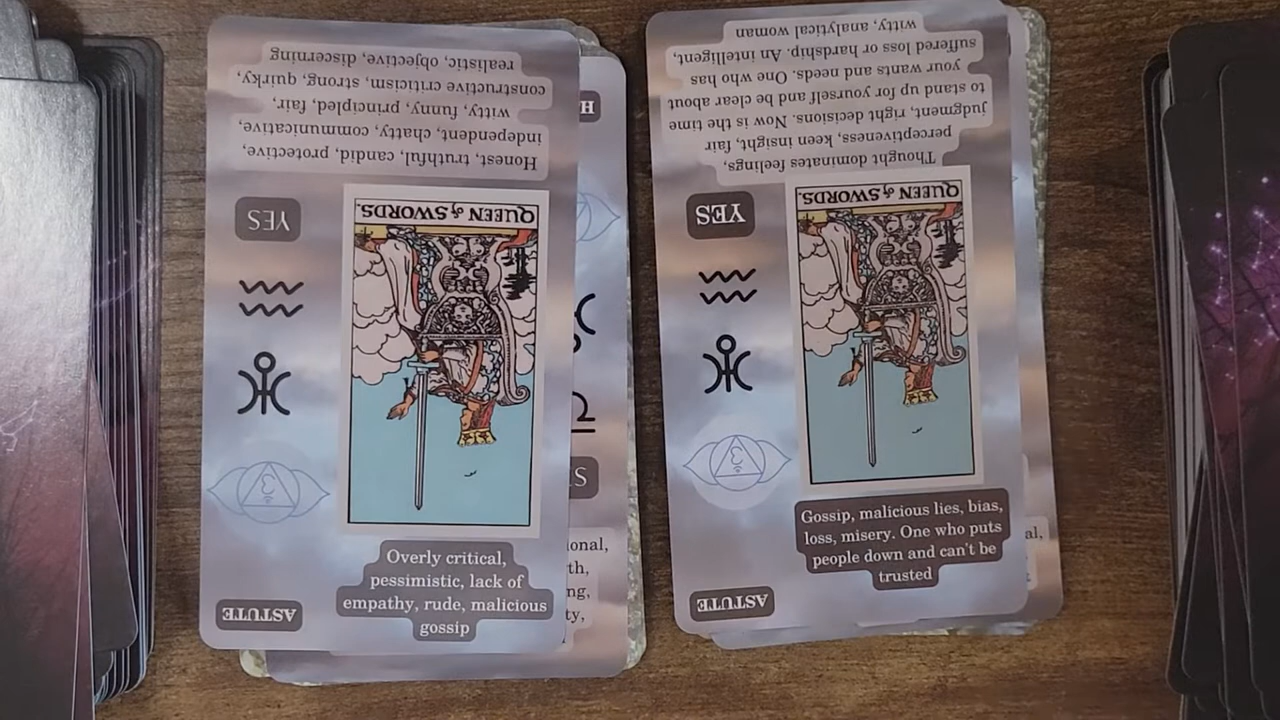 Honest, truthful, candid, protective,
independent, chatty, communicative,
witty, funny, principled, fair,
constructive criticism, strong, quirky,
realistic, objective, discerning
YES
QUEEN of SWORDS.
Overly critical,
pessimistic, lack of
empathy, rude, malicious
gossip
ASTUTE
Thought dominates feelings,
perceptiveness, keen insight, fair
judgment, right decisions. Now is the time
to stand up for yourself and be clear about
your wants and needs. One who has
suffered loss or hardship. An intelligent,
witty, analytical woman
YES
QUEEN of SWORDS.
Gossip, malicious lies, bias,
loss, misery. One who puts
people down and can't be
trusted
ASTUTE